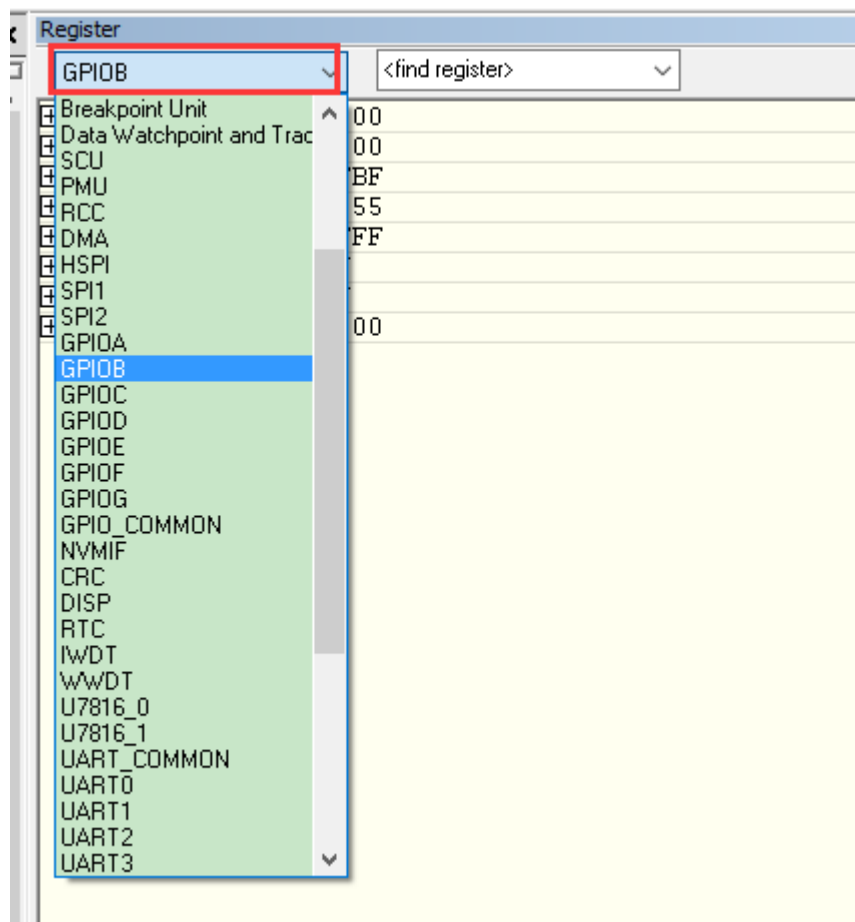 Register
GPIOB <find register>
Breakpoint Unit 00
Data Watchpoint and Trac 00
SCU
PMU BF
RCC 55
DMA FF
HSPI
SPI1
SPI2 00
GPIOA
GPIOB
GPIOC
GPIOD
GPIOE
GPIOF
GPIOG
GPIO_COMMON
NVMIF
CRC
DISP
RTC
IWDT
WWDT
U7816_0
U7816_1
UART_COMMON
UART0
UART1
UART2
UART3